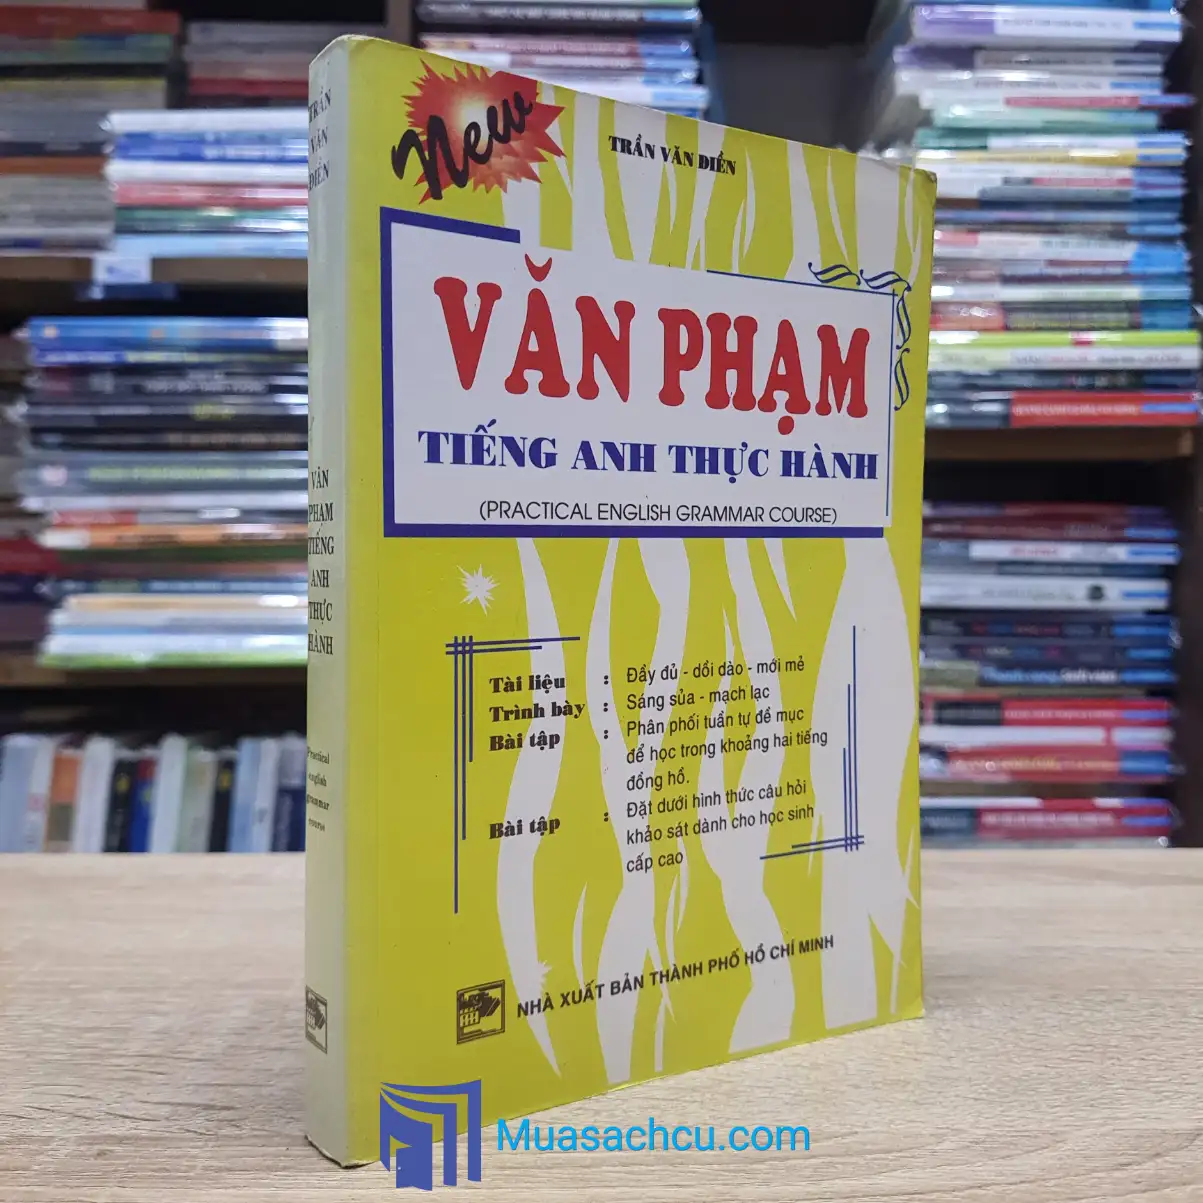 New
TRẦN VĂN ĐIỀN
VĂN PHẠM
TIẾNG ANH THỰC HÀNH
(PRACTICAL ENGLISH GRAMMAR COURSE)
Tài liệu : Đầy đủ - dồi dào - mới mẻ
Trình bày : Sáng sủa - mạch lạc
Bài tập : Phân phối tuần tự đề mục
để học trong khoảng hai tiếng
đồng hồ.
Bài tập : Đặt dưới hình thức câu hỏi
khảo sát dành cho học sinh
cấp cao
NHÀ XUẤT BẢN THÀNH PHỐ HỒ CHÍ MINH
TRẦN
VĂN
ĐIỀN
VĂN
PHẠM
TIẾNG
ANH
THỰC
HÀNH
Practical
english
grammar
course
Muasachcu.com